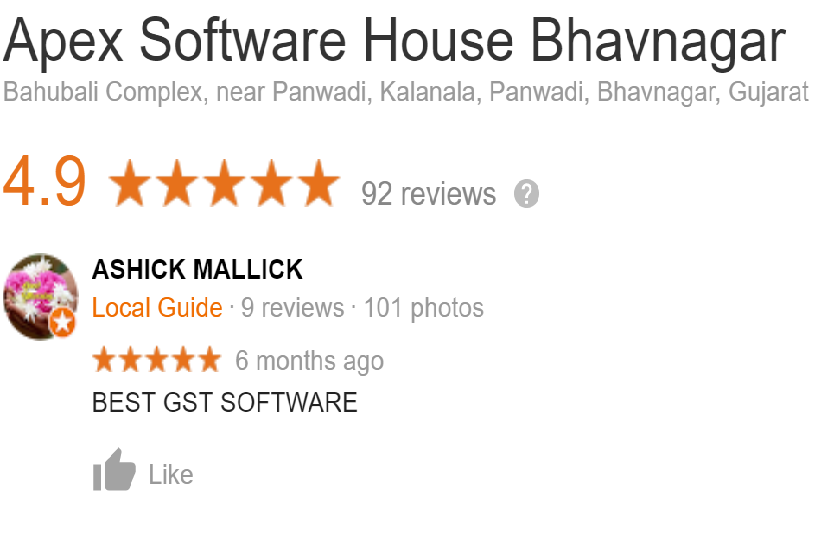 Apex Software House Bhavnagar
Bahubali Complex, near Panwadi, Kalanala, Panwadi, Bhavnagar, Gujarat
4.9 92 reviews ?
ASHICK MALLICK
Local Guide · 9 reviews · 101 photos
6 months ago
BEST GST SOFTWARE
Like